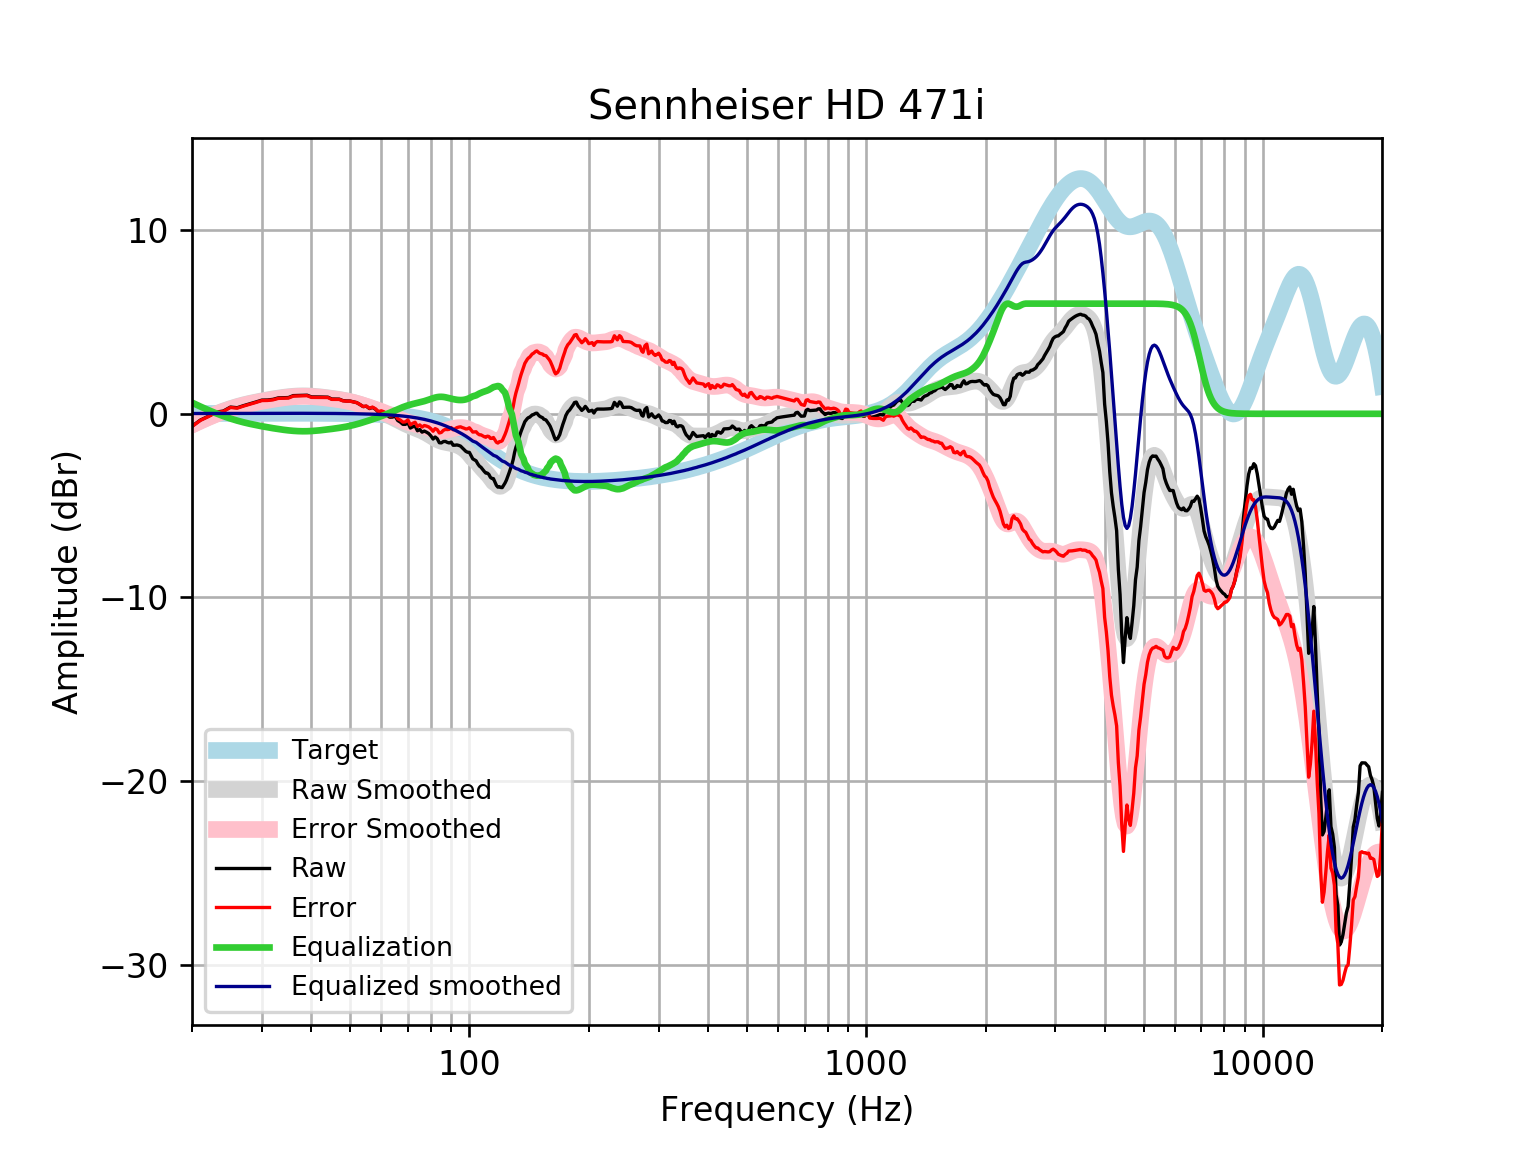 Sennheiser HD 471i
Amplitude (dBr)
10
0
−10
−20
−30
Target
Raw Smoothed
Error Smoothed
Raw
Error
Equalization
Equalized smoothed
100
1000
10000
Frequency (Hz)